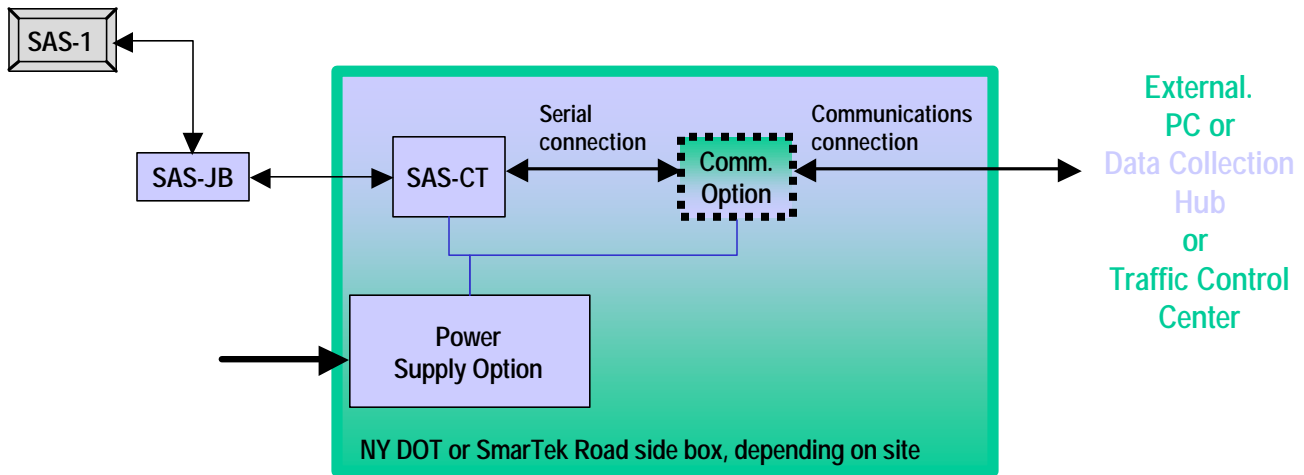 SAS-1
SAS-JB
SAS-CT
Serial
connection
Comm.
Option
Communications
connection
External.
PC or
Data Collection
Hub
or
Traffic Control
Center
Power
Supply Option
NY DOT or SmarTek Road side box, depending on site